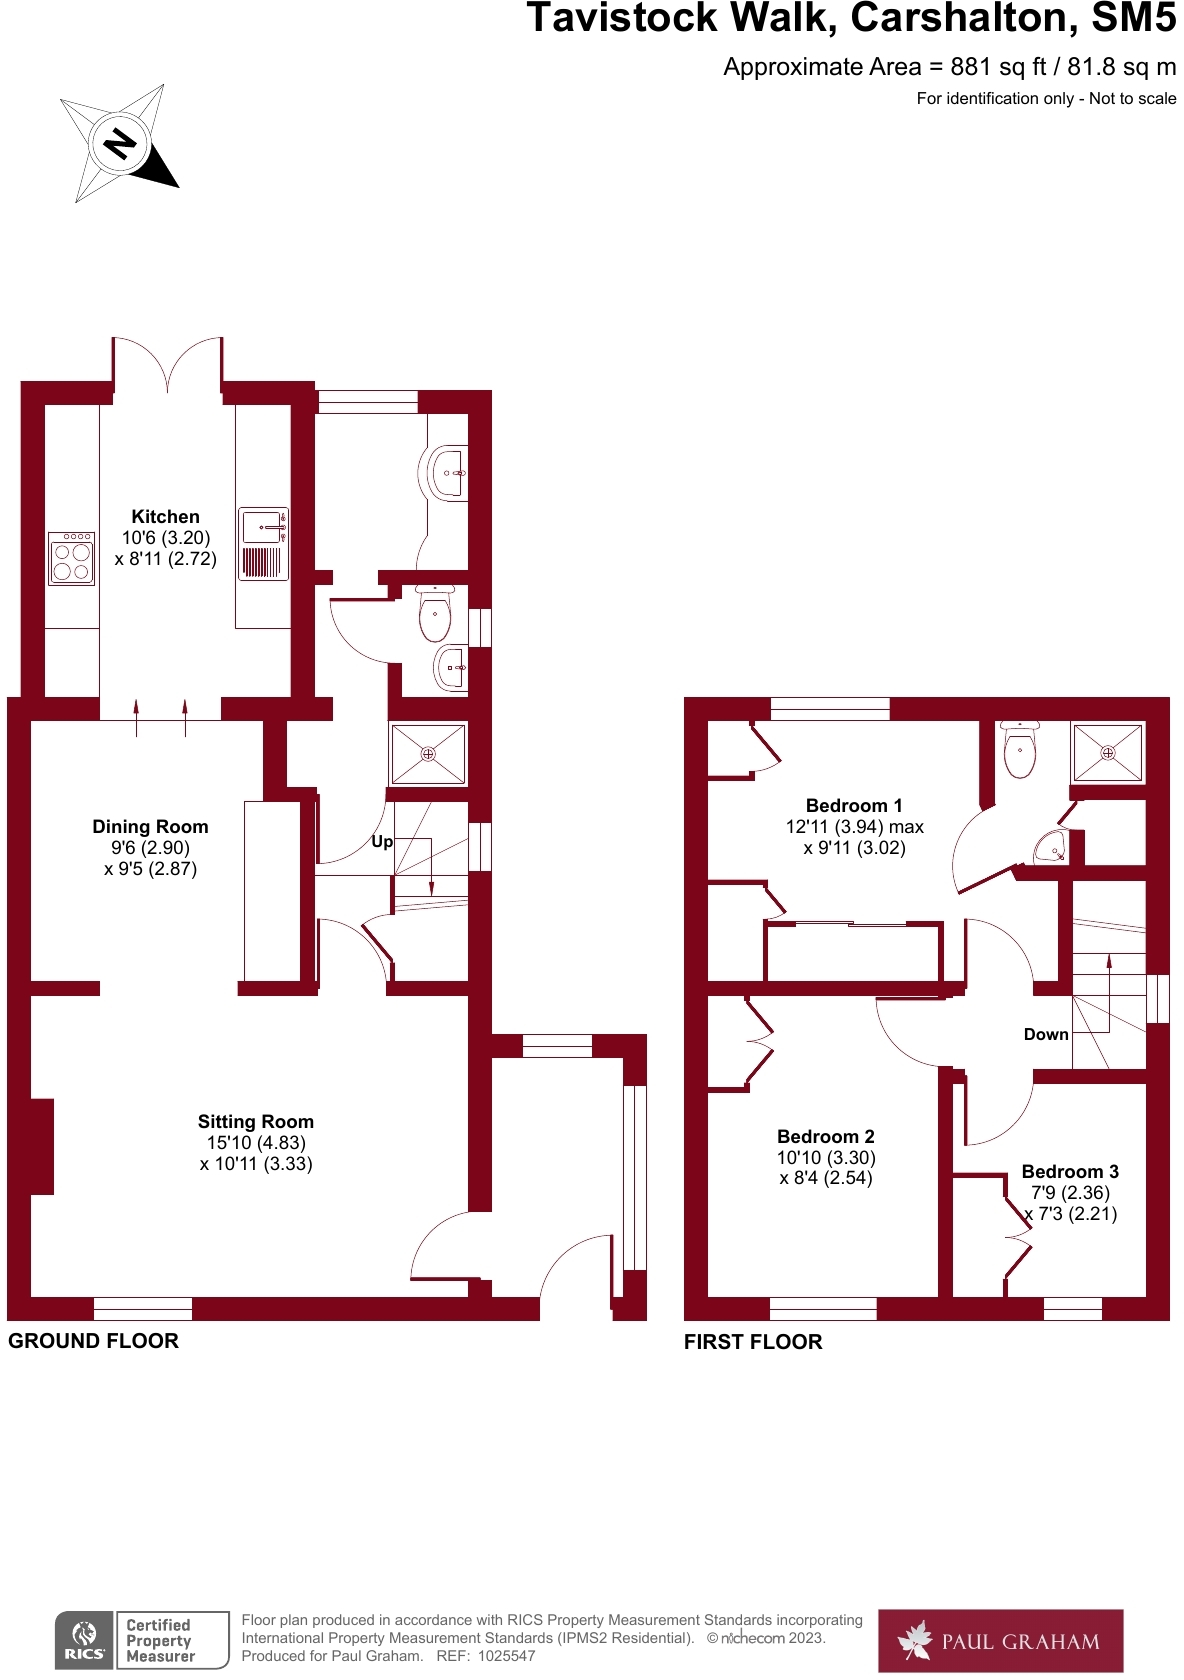 Tavistock Walk, Carshalton, SM5
Approximate Area = 881 sq ft / 81.8 sq m
For identification only - Not to scale
N
Kitchen
10'6 (3.20)
x 8'11 (2.72)
Dining Room
9'6 (2.90)
x 9'5 (2.87)
Up
Sitting Room
15'10 (4.83)
x 10'11 (3.33)
GROUND FLOOR
Bedroom 1
12'11 (3.94) max
x 9'11 (3.02)
Down
Bedroom 2
10'10 (3.30)
x 8'4 (2.54)
Bedroom 3
7'9 (2.36)
x 7'3 (2.21)
FIRST FLOOR
RICS
Certified
Property
Measurer
Floor plan produced in accordance with RICS Property Measurement Standards incorporating
International Property Measurement Standards (IPMS2 Residential). © nichecom 2023.
Produced for Paul Graham. REF: 1025547
PAUL GRAHAM